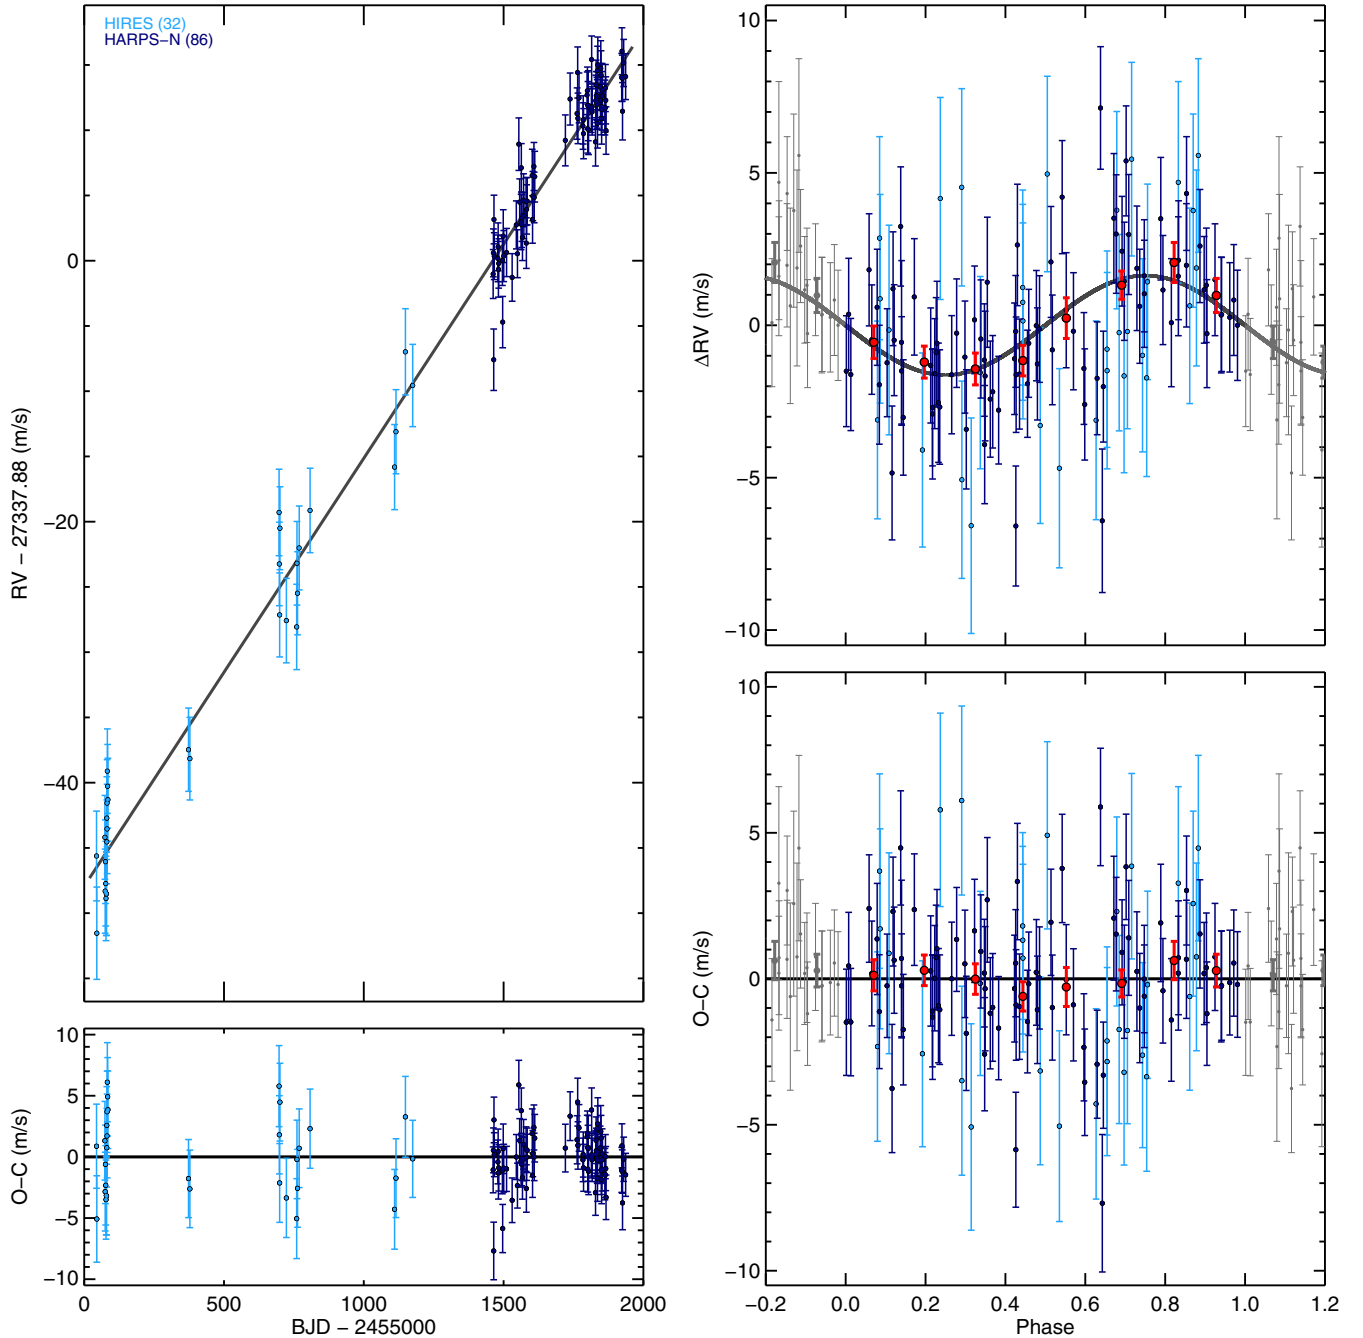 HIRES (32)
HARPS−N (86)
RV − 27337.88 (m/s)
0
−20
−40
O−C (m/s)
10
5
0
−5
−10
0 500 1000 1500 2000
BJD − 2455000
ΔRV (m/s)
10
5
0
−5
−10
O−C (m/s)
10
5
0
−5
−10
−0.2 0.0 0.2 0.4 0.6 0.8 1.0 1.2
Phase